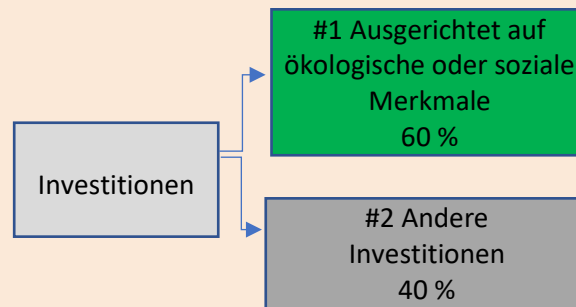 #1 Ausgerichtet auf
ökologische oder soziale
Merkmale
60 %
Investitionen
#2 Andere
Investitionen
40 %